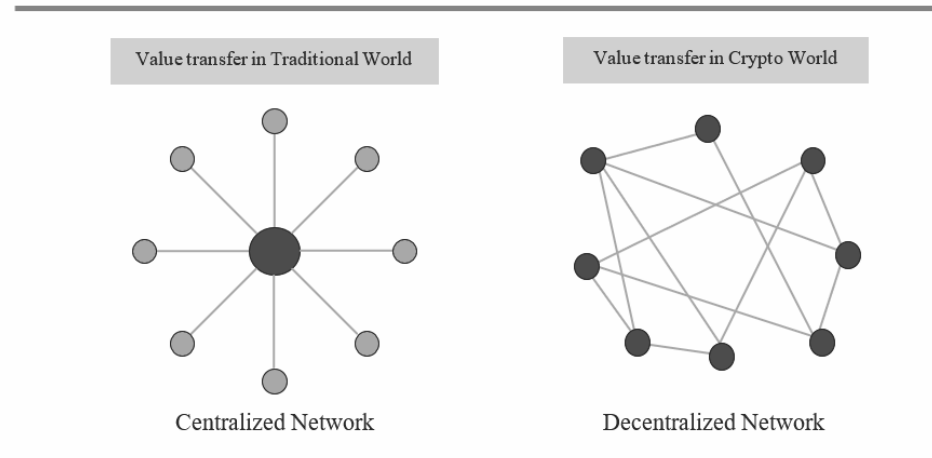 Value transfer in Traditional World
Value transfer in Crypto World
Centralized Network
Decentralized Network